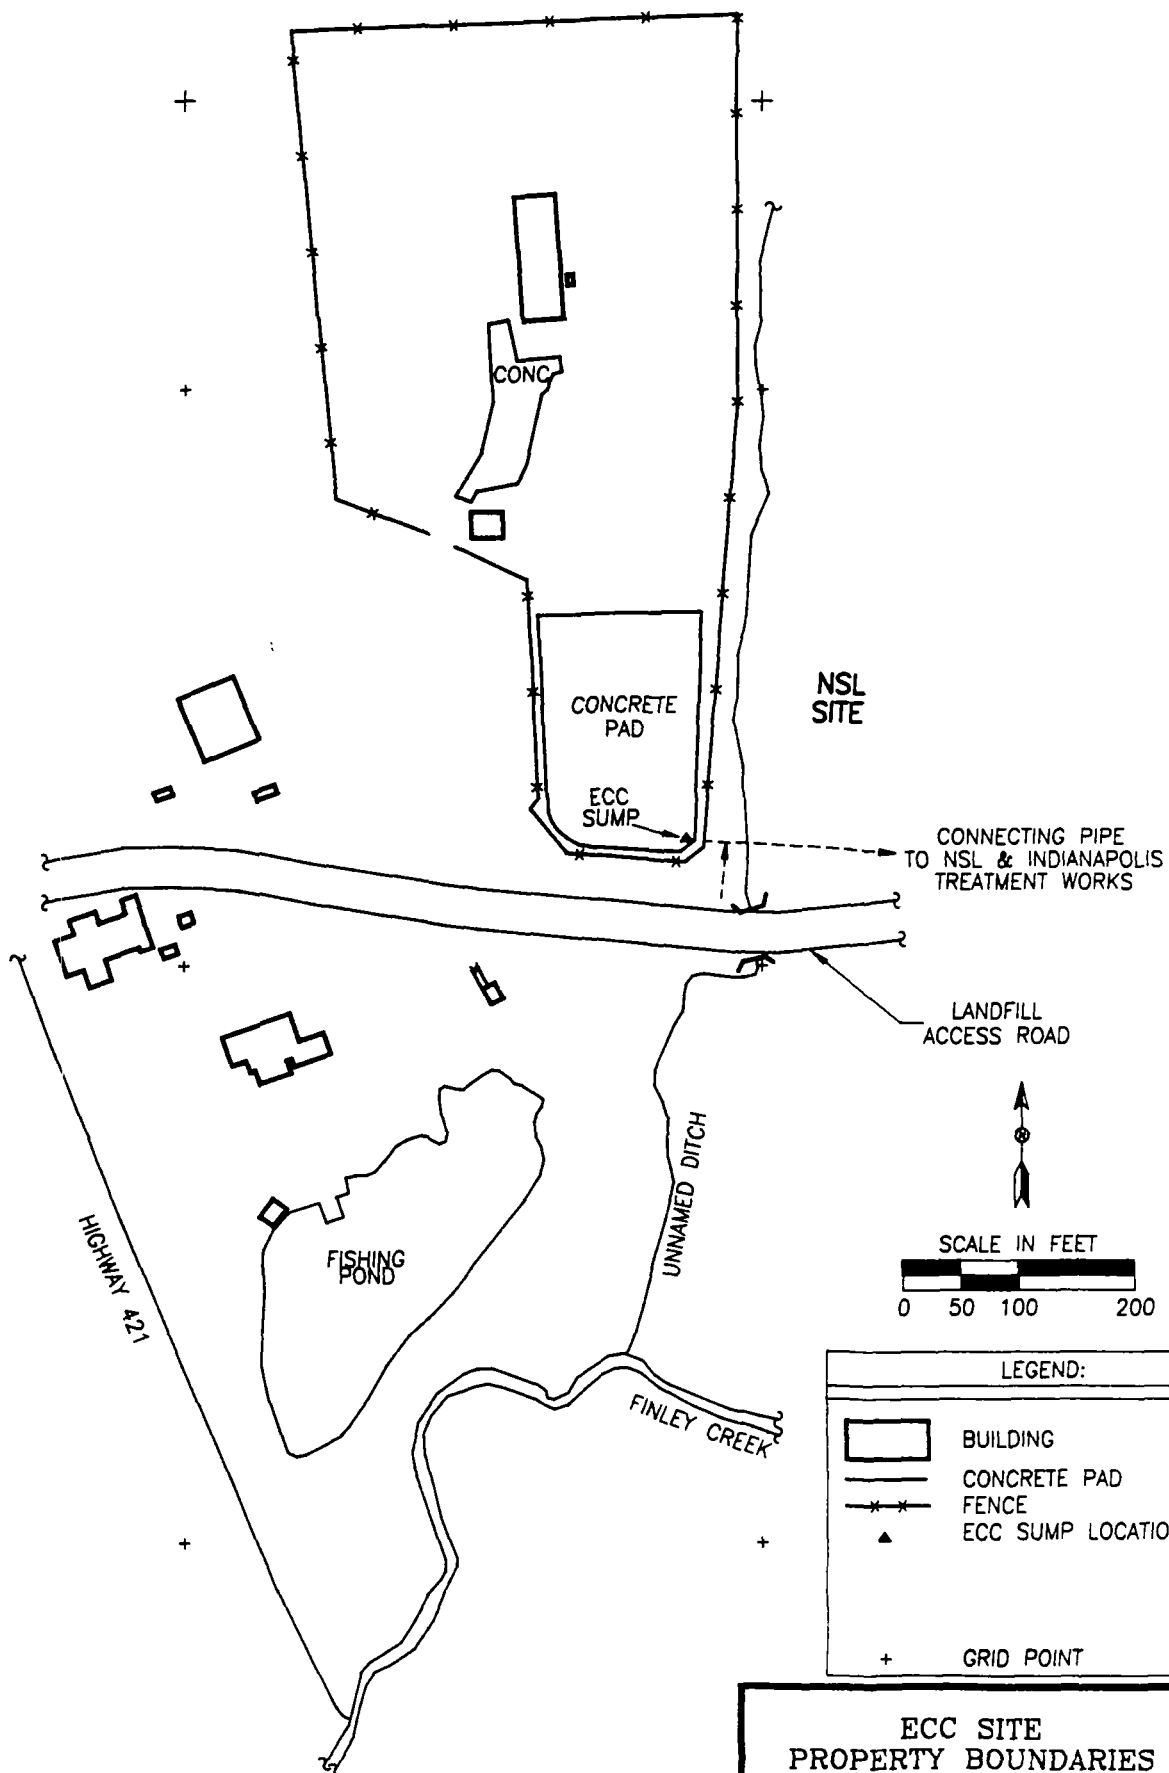 CONC
NSL
SITE
CONCRETE
PAD
ECC
SUMP
CONNECTING PIPE
TO NSL & INDIANAPOLIS
TREATMENT WORKS
LANDFILL
ACCESS ROAD
UNNAMED DITCH
HIGHWAY 421
FISHING
POND
SCALE IN FEET
0 50 100 200
FINLEY CREEK
LEGEND:
BUILDING
CONCRETE PAD
FENCE
ECC SUMP LOCATIO
GRID POINT
ECC SITE
PROPERTY BOUNDARIES